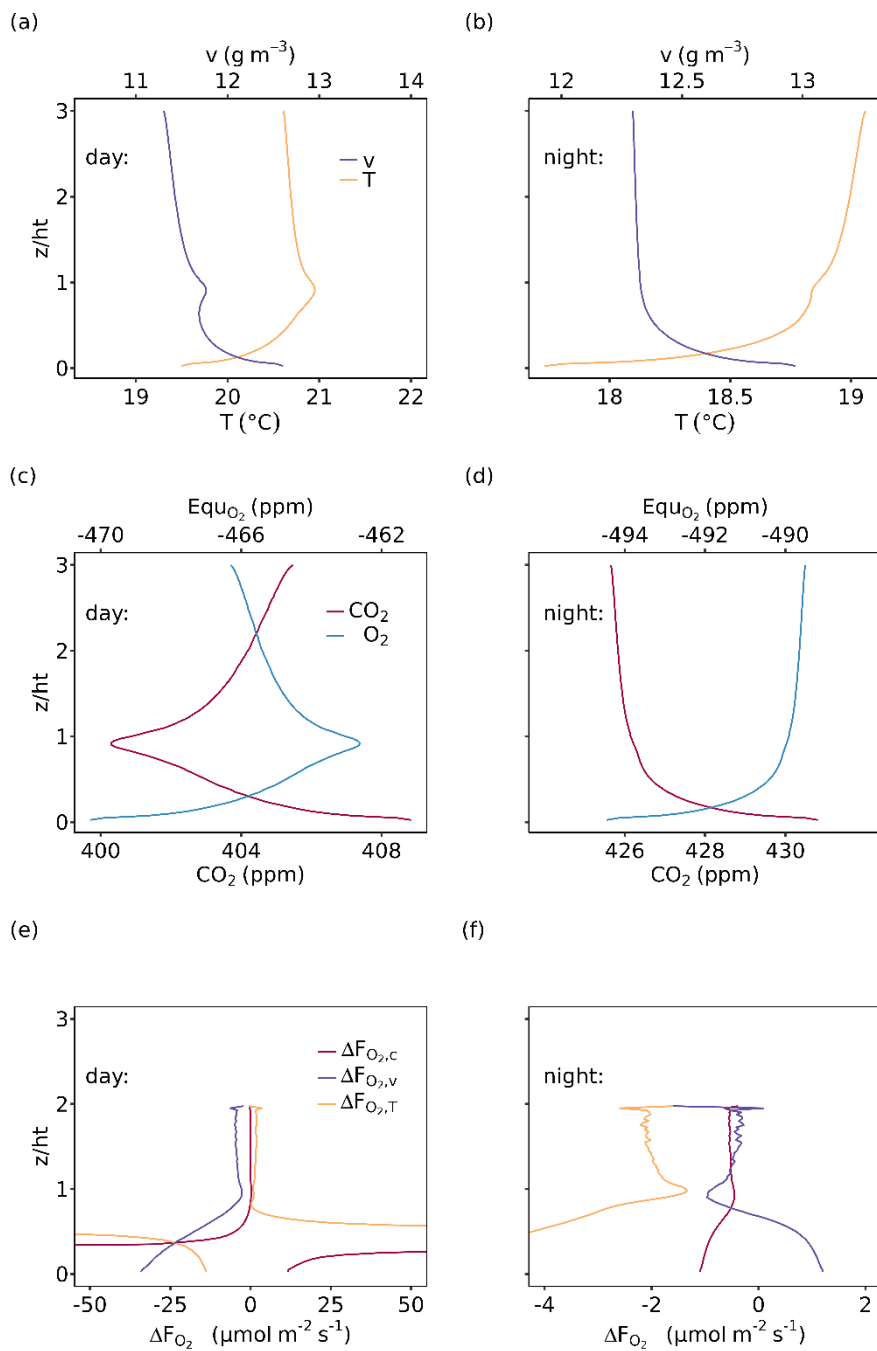 (a)
(b)
v (g m⁻³)
v (g m⁻³)
11 12 13 14
12 12.5 13
3
2
1
0
z/ht
day:
v
T
night:
19 20 21 22
18 18.5 19
T (°C)
T (°C)
(c)
(d)
Equ_O₂ (ppm)
Equ_O₂ (ppm)
-470 -466 -462
-494 -492 -490
3
2
1
0
z/ht
day:
CO₂
O₂
night:
400 404 408
426 428 430
CO₂ (ppm)
CO₂ (ppm)
(e)
(f)
3
2
1
0
z/ht
day:
ΔF_O₂,c
ΔF_O₂,v
ΔF_O₂,T
night:
-50 -25 0 25 50
-4 -2 0 2
ΔF_O₂ (μmol m⁻² s⁻¹)
ΔF_O₂ (μmol m⁻² s⁻¹)